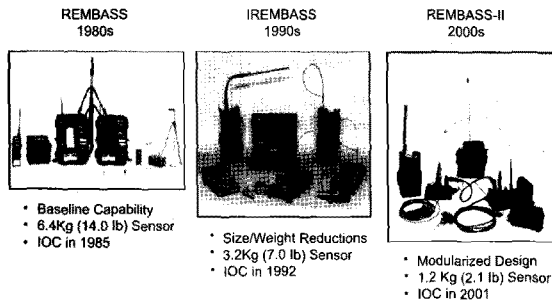 REMBASS
1980s
• Baseline Capability
• 6.4Kg (14.0 lb) Sensor
• IOC in 1985
IREMBASS
1990s
• Size/Weight Reductions
• 3.2Kg (7.0 lb) Sensor
• IOC in 1992
REMBASS-II
2000s
• Modularized Design
• 1.2 Kg (2.1 lb) Sensor
• IOC in 2001